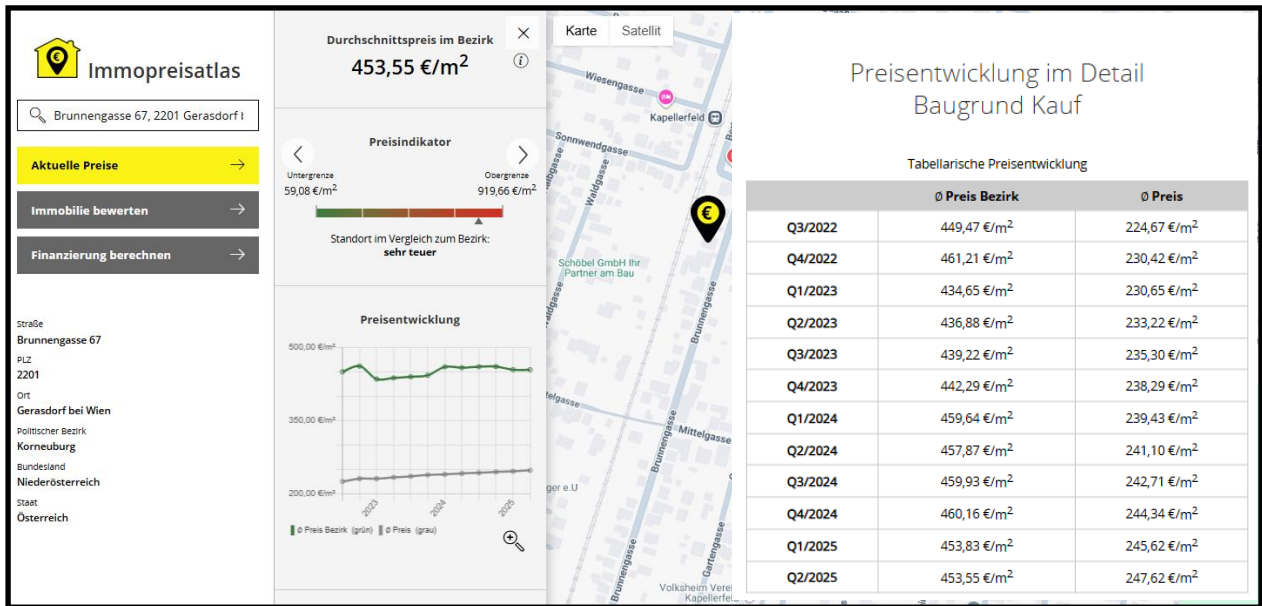 Immopreisatlas
Brunnengasse 67, 2201 Gerasdorf
Aktuelle Preise
Immobilie bewerten
Finanzierung berechnen
Straße
Brunnengasse 67
PLZ
2201
Ort
Gerasdorf bei Wien
Politischer Bezirk
Korneuburg
Bundesland
Niederösterreich
Staat
Österreich
Durchschnittspreis im Bezirk
453,55 €/m²
Preisindikator
Untergrenze Obergrenze
59,08 €/m² 919,66 €/m²
Standort im Vergleich zum Bezirk:
sehr teuer
Preisentwicklung
500,00 €/m²
350,00 €/m²
200,00 €/m²
2023 2024 2025
Ø Preis Bezirk (grün) Ø Preis (grau)
Karte Satellit
Wiesengasse
Kapellerfeld
Sonnwendgasse
Waldgasse
Schöbel GmbH Ihr
Partner am Bau
Brunnengasse
Mittelgasse
Brunnengasse
ger e.U
Gartengasse
Brunnengasse
Volksheim
Preisentwicklung im Detail
Baugrund Kauf
Tabellarische Preisentwicklung
Ø Preis Bezirk Ø Preis
Q3/2022 449,47 €/m² 224,67 €/m²
Q4/2022 461,21 €/m² 230,42 €/m²
Q1/2023 434,65 €/m² 230,65 €/m²
Q2/2023 436,88 €/m² 233,22 €/m²
Q3/2023 439,22 €/m² 235,30 €/m²
Q4/2023 442,29 €/m² 238,29 €/m²
Q1/2024 459,64 €/m² 239,43 €/m²
Q2/2024 457,87 €/m² 241,10 €/m²
Q3/2024 459,93 €/m² 242,71 €/m²
Q4/2024 460,16 €/m² 244,34 €/m²
Q1/2025 453,83 €/m² 245,62 €/m²
Q2/2025 453,55 €/m² 247,62 €/m²